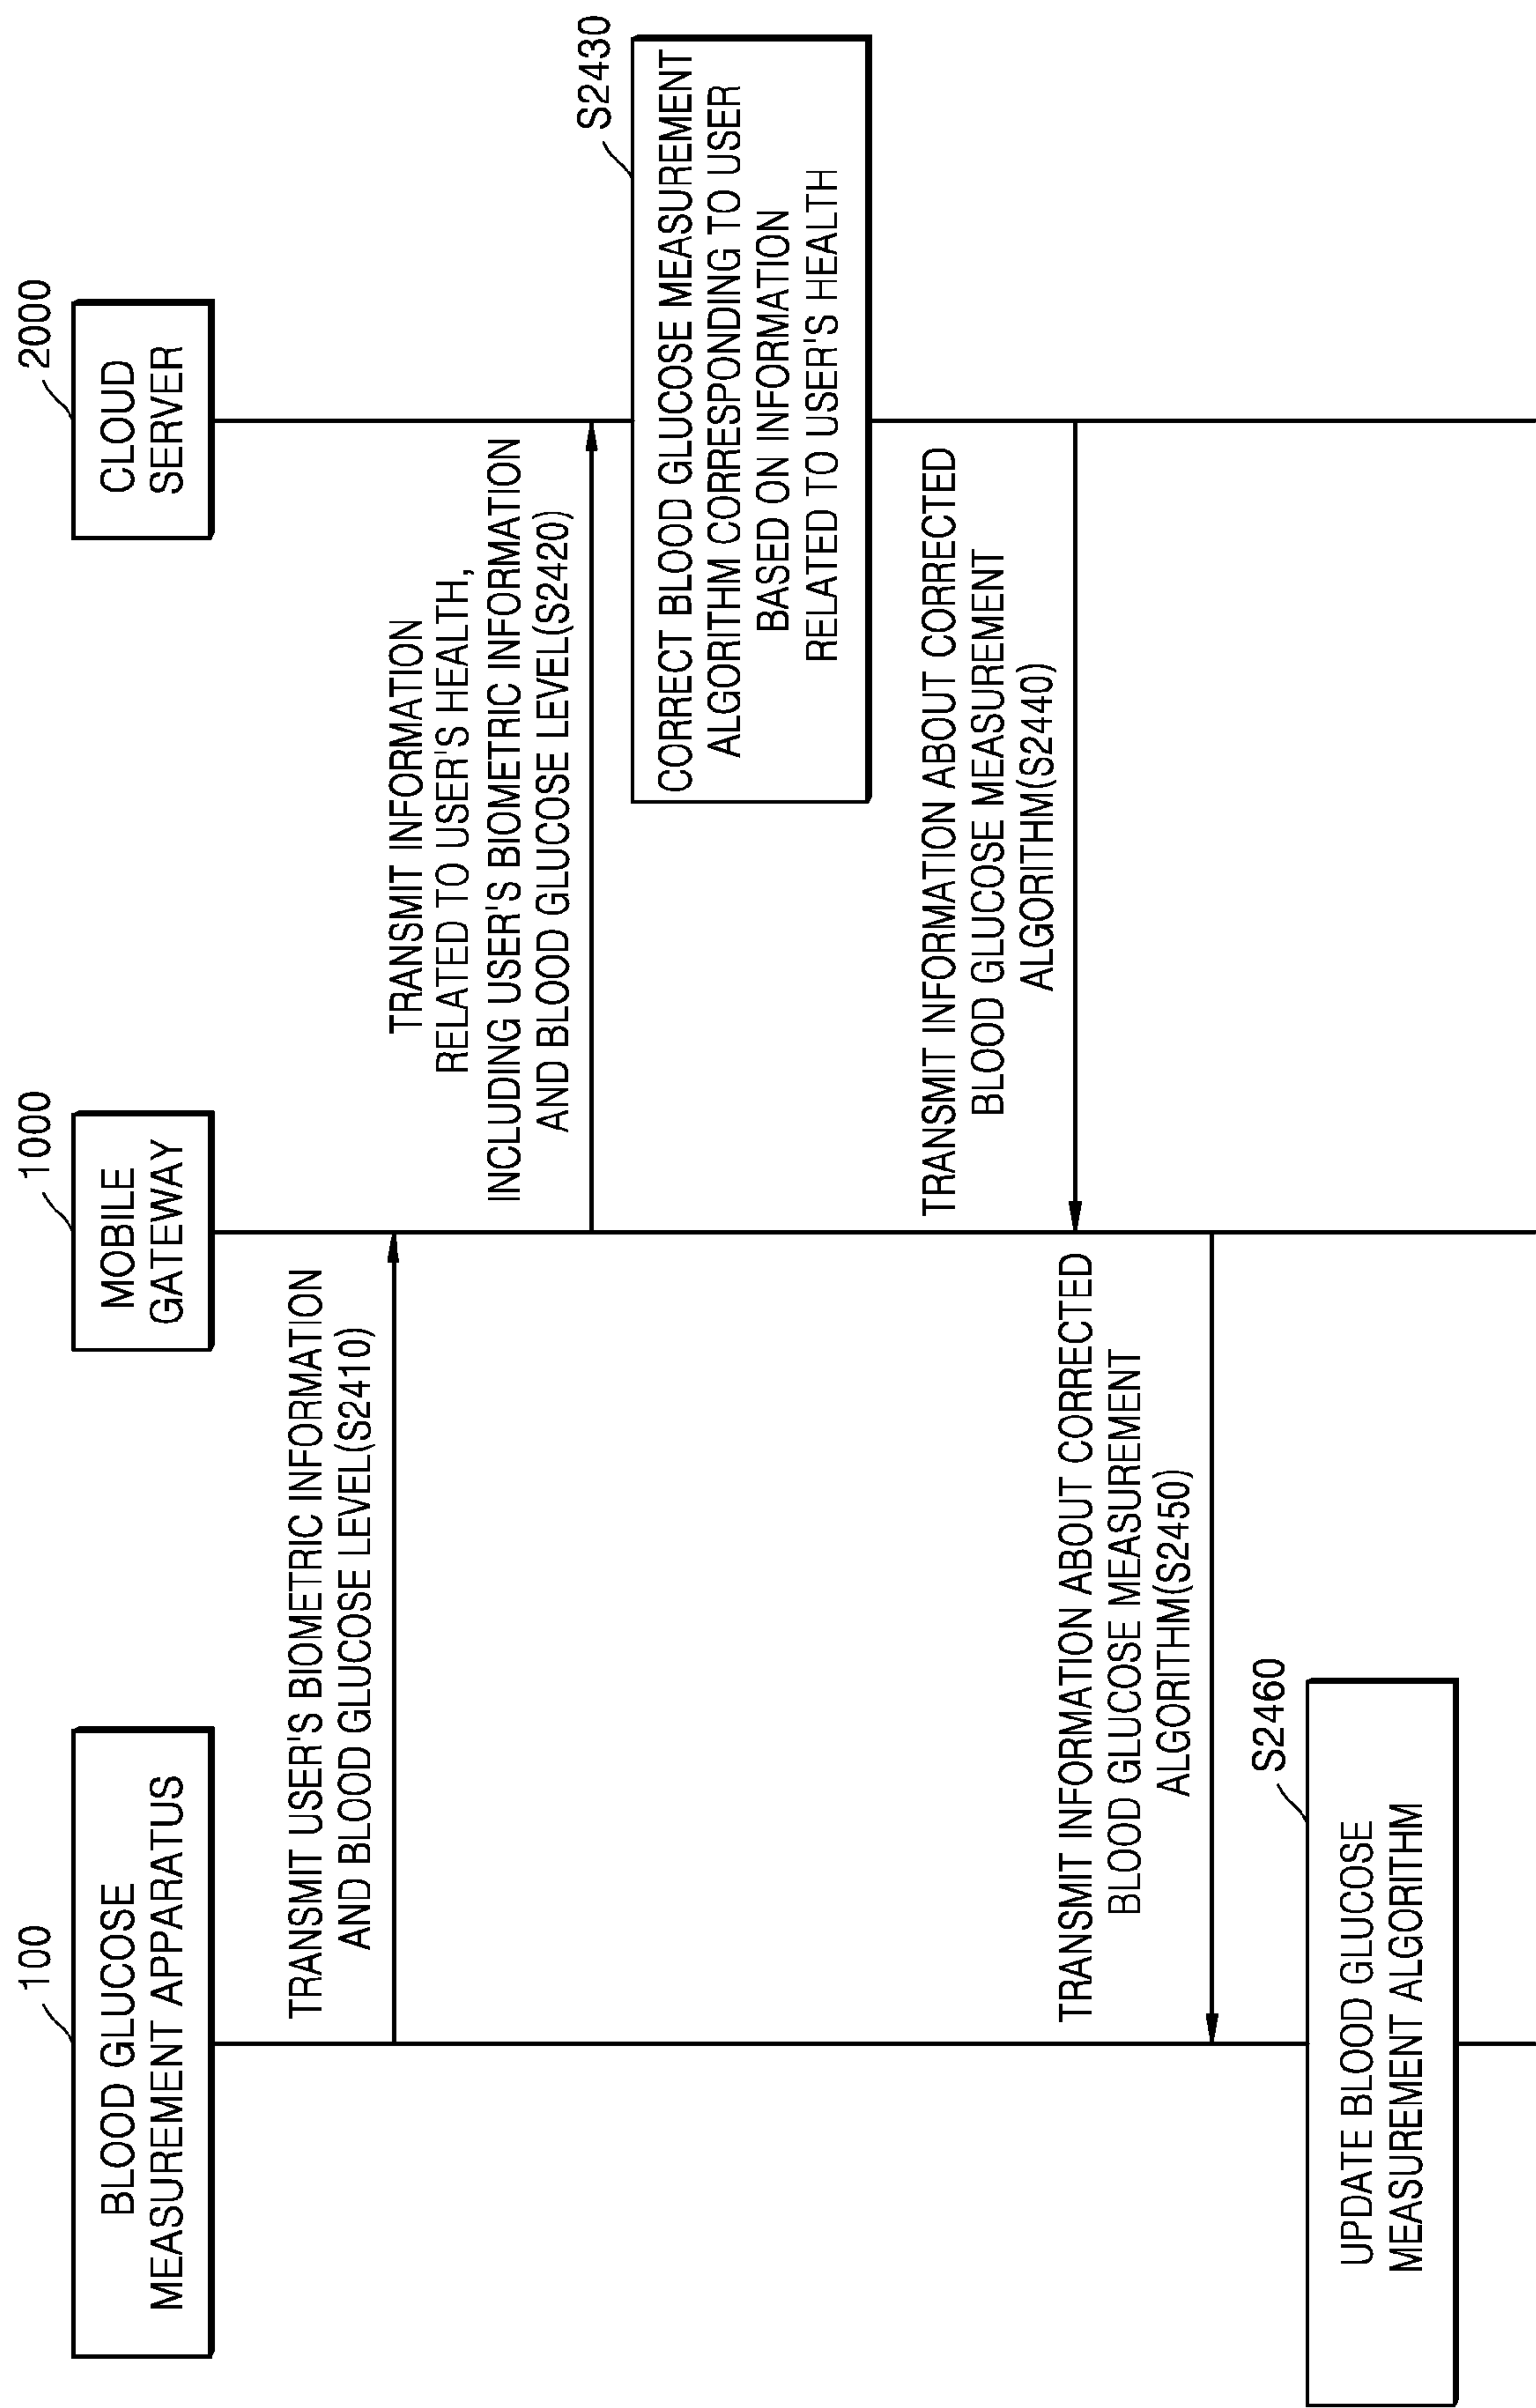 100
BLOOD GLUCOSE
MEASUREMENT APPARATUS
1000
MOBILE
GATEWAY
2000
CLOUD
SERVER
TRANSMIT USER'S BIOMETRIC INFORMATION
AND BLOOD GLUCOSE LEVEL(S2410)
TRANSMIT INFORMATION
RELATED TO USER'S HEALTH,
INCLUDING USER'S BIOMETRIC INFORMATION
AND BLOOD GLUCOSE LEVEL(S2420)
S2430
CORRECT BLOOD GLUCOSE MEASUREMENT
ALGORITHM CORRESPONDING TO USER
BASED ON INFORMATION
RELATED TO USER'S HEALTH
TRANSMIT INFORMATION ABOUT CORRECTED
BLOOD GLUCOSE MEASUREMENT
ALGORITHM(S2440)
TRANSMIT INFORMATION ABOUT CORRECTED
BLOOD GLUCOSE MEASUREMENT
ALGORITHM(S2450)
S2460
UPDATE BLOOD GLUCOSE
MEASUREMENT ALGORITHM